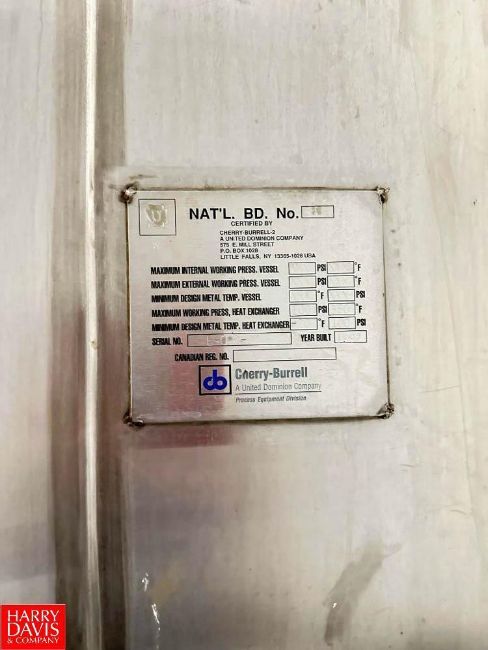 NAT'L. BD. No.
CERTIFIED BY
CHERRY-BURRELL-2
A UNITED DOMINION COMPANY
575 E. MILL STREET
P.O. BOX 1028
LITTLE FALLS, NY 13365-1028 USA
MAXIMUM INTERNAL WORKING PRESS. VESSEL PSI °F
MAXIMUM EXTERNAL WORKING PRESS. VESSEL PSI °F
MINIMUM DESIGN METAL TEMP. VESSEL °F PSI
MAXIMUM WORKING PRESS, HEAT EXCHANGER PSI °F
MINIMUM DESIGN METAL TEMP. HEAT EXCHANGER °F PSI
SERIAL NO. YEAR BUILT
CANADIAN REG. NO.
cb Cherry-Burrell
A United Dominion Company
Process Equipment Division
HARRY
DAVIS
& COMPANY